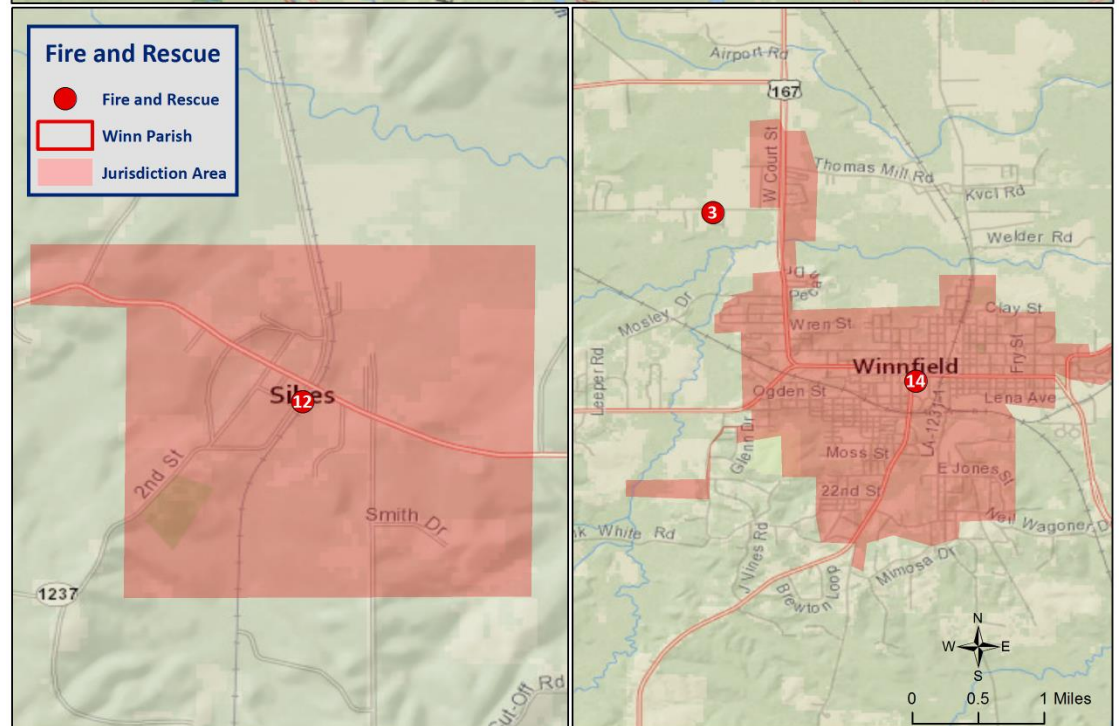 Fire and Rescue
Fire and Rescue
Winn Parish
Jurisdiction Area
Sikes
12
2nd St
Smith Dr
1237
Cut-Off Rd
Airport Rd
167
W Court St
Thomas Mill Rd
Kvcl Rd
3
Welder Rd
Mosley Dr
Wren St
Clay St
Fry St
Winnfield
14
Leeper Rd
Ogden St
Lena Ave
LA-1231-1
Glenn Dr
Moss St
E Jones St
22nd St
White Rd
Neil Wagoner
J Vines Rd
Brewton Loop
Mimosa Dr
N
W
E
S
0 0.5 1 Miles